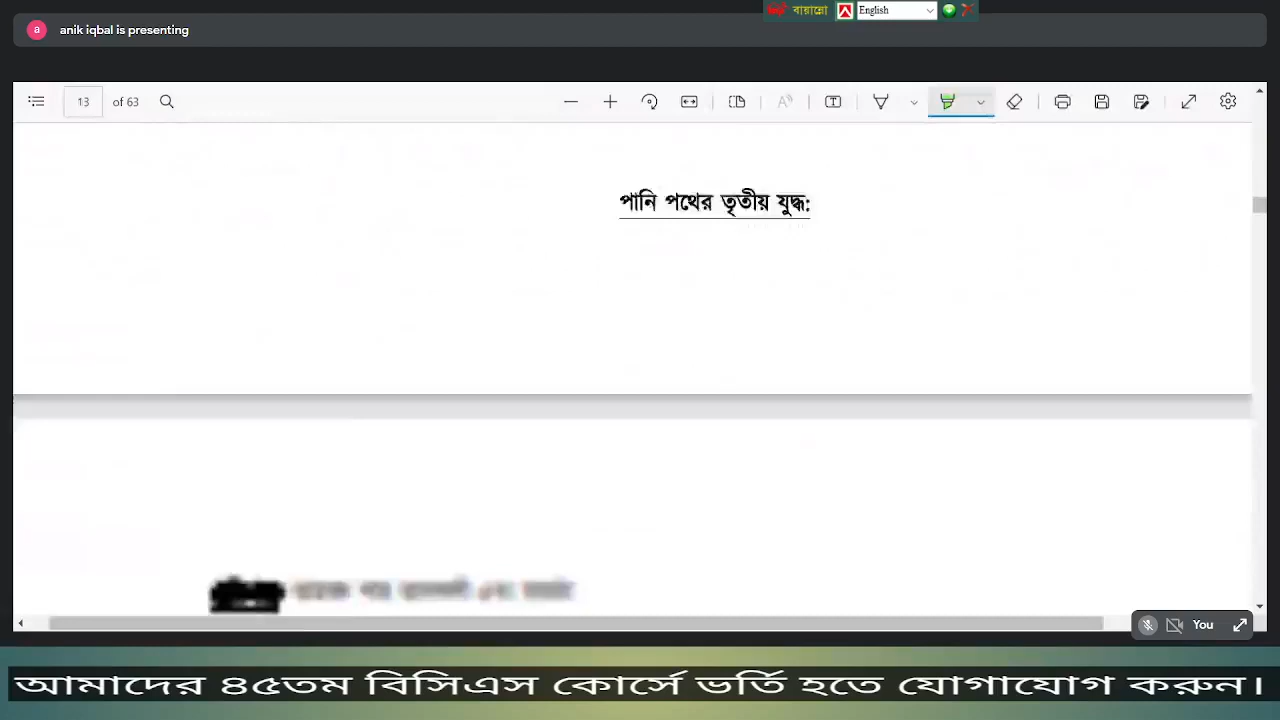 বায়ান্নো
English
a
anik iqbal is presenting
13
of 63
পানি পথের তৃতীয় যুদ্ধ:
You
আমাদের ৪৫তম বিসিএস কোর্সে ভর্তি হতে যোগাযোগ করুন।